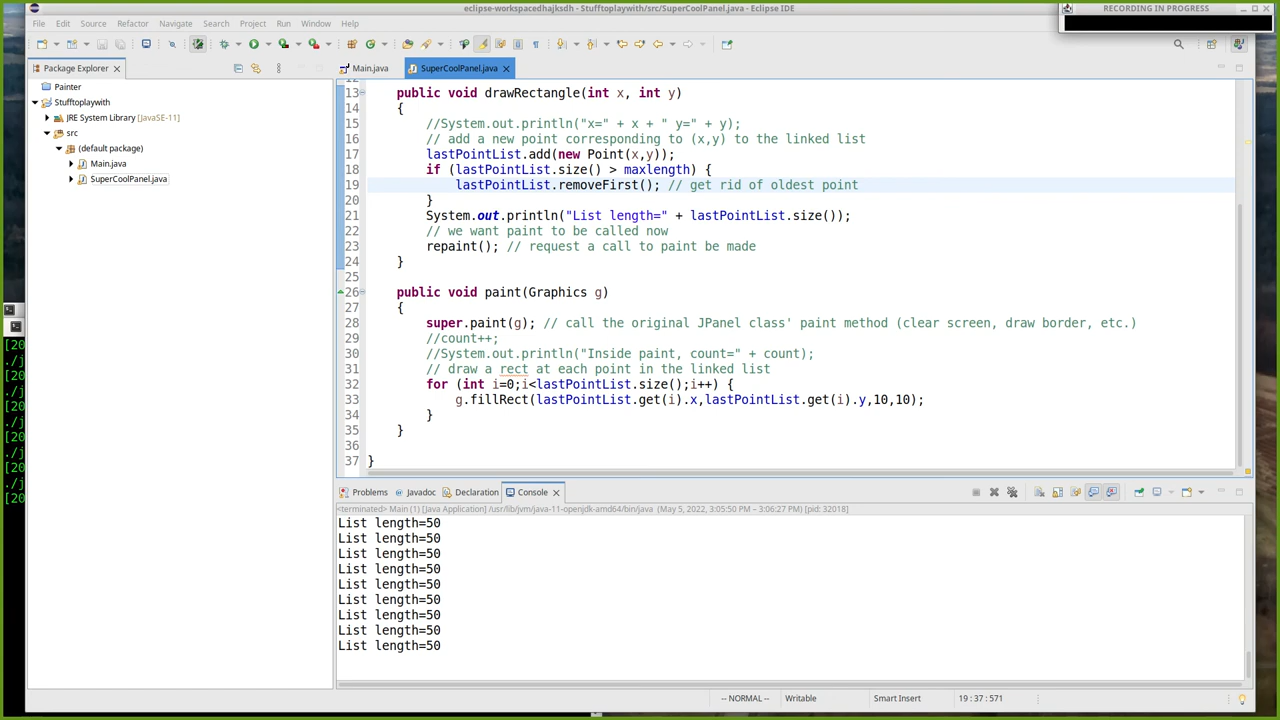 eclipse-workspacedhajksdh - Stufftoplaywith/src/SuperCoolPanel.java - Eclipse IDE
RECORDING IN PROGRESS
File Edit Source Refactor Navigate Search Project Run Window Help
Package Explorer
Main.java
SuperCoolPanel.java
Painter
Stufftoplaywith
JRE System Library [JavaSE-11]
src
(default package)
Main.java
SuperCoolPanel.java
13 public void drawRectangle(int x, int y)
14 {
15 //System.out.println("x=" + x + " y=" + y);
16 // add a new point corresponding to (x,y) to the linked list
17 lastPointList.add(new Point(x,y));
18 if (lastPointList.size() > maxlength) {
19 lastPointList.removeFirst(); // get rid of oldest point
20 }
21 System.out.println("List length=" + lastPointList.size());
22 // we want paint to be called now
23 repaint(); // request a call to paint be made
24 }
25
26 public void paint(Graphics g)
27 {
28 super.paint(g); // call the original JPanel class' paint method (clear screen, draw border, etc.)
29 //count++;
30 //System.out.println("Inside paint, count=" + count);
31 // draw a rect at each point in the linked list
32 for (int i=0;i<lastPointList.size();i++) {
33 g.fillRect(lastPointList.get(i).x,lastPointList.get(i).y,10,10);
34 }
35 }
36
37 }
Problems Javadoc Declaration Console
<terminated> Main (1) [Java Application] /usr/lib/jvm/java-11-openjdk-amd64/bin/java (May 5, 2022, 3:05:50 PM – 3:06:27 PM) [pid: 32018]
List length=50
List length=50
List length=50
List length=50
List length=50
List length=50
List length=50
List length=50
List length=50
[20
./j
[20
./j
[20
./j
[20
./j
[20
./j
[20
-- NORMAL -- Writable Smart Insert 19 : 37 : 571